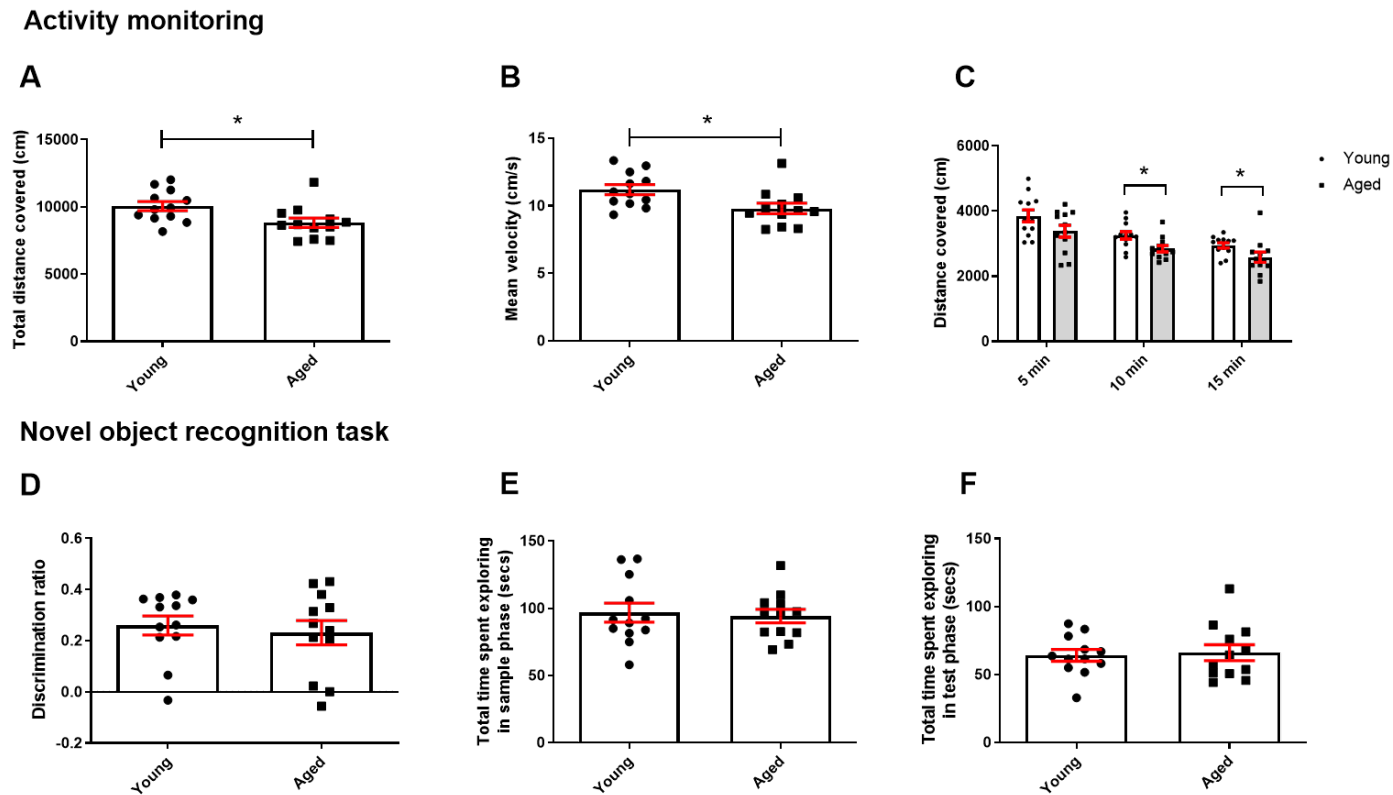 Activity monitoring
A
B
C
Total distance covered (cm)
15000
10000
5000
0
*
Young
Aged
Mean velocity (cm/s)
15
10
5
0
*
Young
Aged
Distance covered (cm)
6000
4000
2000
0
*
*
5 min
10 min
15 min
Young
Aged
Novel object recognition task
D
E
F
Discrimination ratio
0.6
0.4
0.2
0.0
-0.2
Young
Aged
Total time spent exploring
in sample phase (secs)
150
100
50
0
Young
Aged
Total time spent exploring
in test phase (secs)
150
100
50
0
Young
Aged